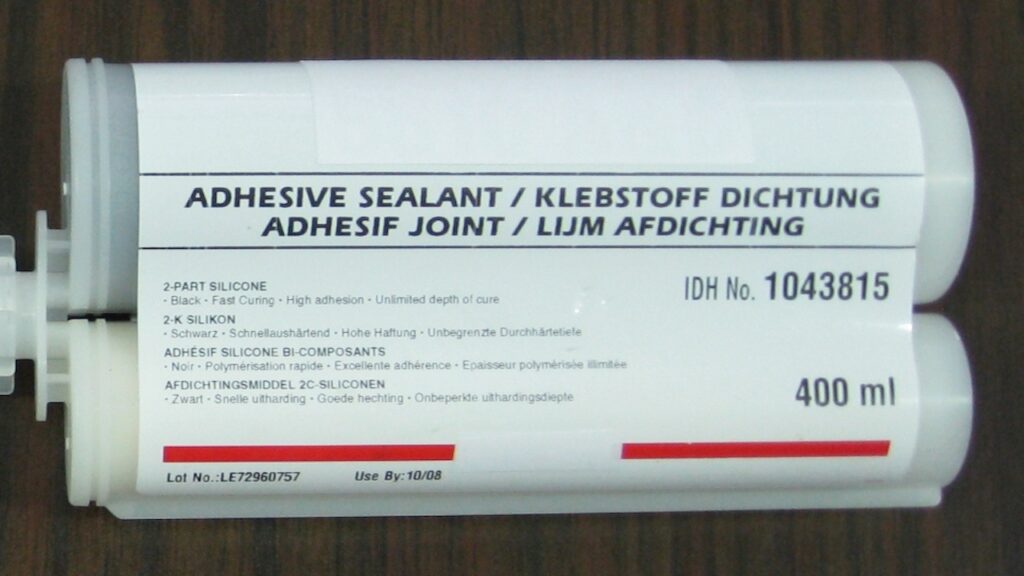 ADHESIVE SEALANT / KLEBSTOFF DICHTUNG
ADHESIF JOINT / LIJM AFDICHTING
IDH No. 1043815
2-PART SILICONE
· Black · Fast Curing · High adhesion · Unlimited depth of cure
2-K SILIKON
· Schwarz · Schnellaushärtend · Hohe Haftung · Unbegrenzte Durchhärtetiefe
ADHÉSIF SILICONE BI-COMPOSANTS
· Noir · Polymérisation rapide · Excellente adhérence · Epaisseur polymérisée illimitée
AFDICHTINGSMIDDEL 2C-SILICONEN
· Zwart · Snelle uitharding · Goede hechting · Onbeperkte uithardingsdiepte
400 ml
Lot No.:LE72960757 Use By:10/08